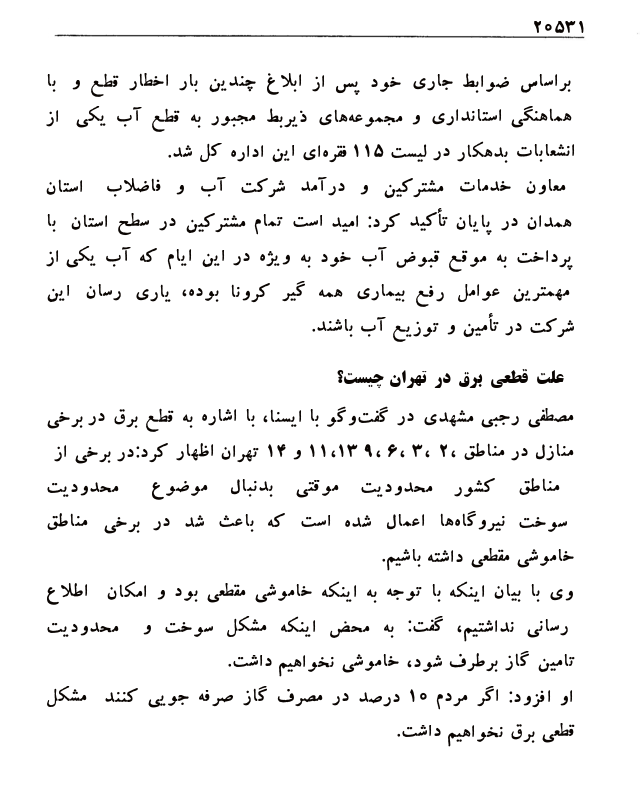 ۲۰۵۳۱
براساس ضوابط جاری خود پس از ابلاغ چندین بار اخطار قطع و با
هماهنگی استانداری و مجموعه‌های ذیربط مجبور به قطع آب یکی از
انشعابات بدهکار در لیست ۱۱۵ فقره‌ای این اداره کل شد.
معاون خدمات مشترکین و درآمد شرکت آب و فاضلاب استان
همدان در پایان تأکید کرد: امید است تمام مشترکین در سطح استان با
پرداخت به موقع قبوض آب خود به ویژه در این ایام که آب یکی از
مهمترین عوامل رفع بیماری همه گیر کرونا بوده، یاری رسان این
شرکت در تأمین و توزیع آب باشند.
علت قطعی برق در تهران چیست؟
مصطفی رجبی مشهدی در گفت‌وگو با ایسنا، با اشاره به قطع برق در برخی
منازل در مناطق ،۲ ،۳ ،۶ ،۹ ۱۱،۱۳ و ۱۴ تهران اظهار کرد:در برخی از
مناطق کشور محدودیت موقتی بدنبال موضوع محدودیت
سوخت نیروگاه‌ها اعمال شده است که باعث شد در برخی مناطق
خاموشی مقطعی داشته باشیم.
وی با بیان اینکه با توجه به اینکه خاموشی مقطعی بود و امکان اطلاع
رسانی نداشتیم، گفت: به محض اینکه مشکل سوخت و محدودیت
تامین گاز برطرف شود، خاموشی نخواهیم داشت.
او افزود: اگر مردم ۱۰ درصد در مصرف گاز صرفه جویی کنند مشکل
قطعی برق نخواهیم داشت.